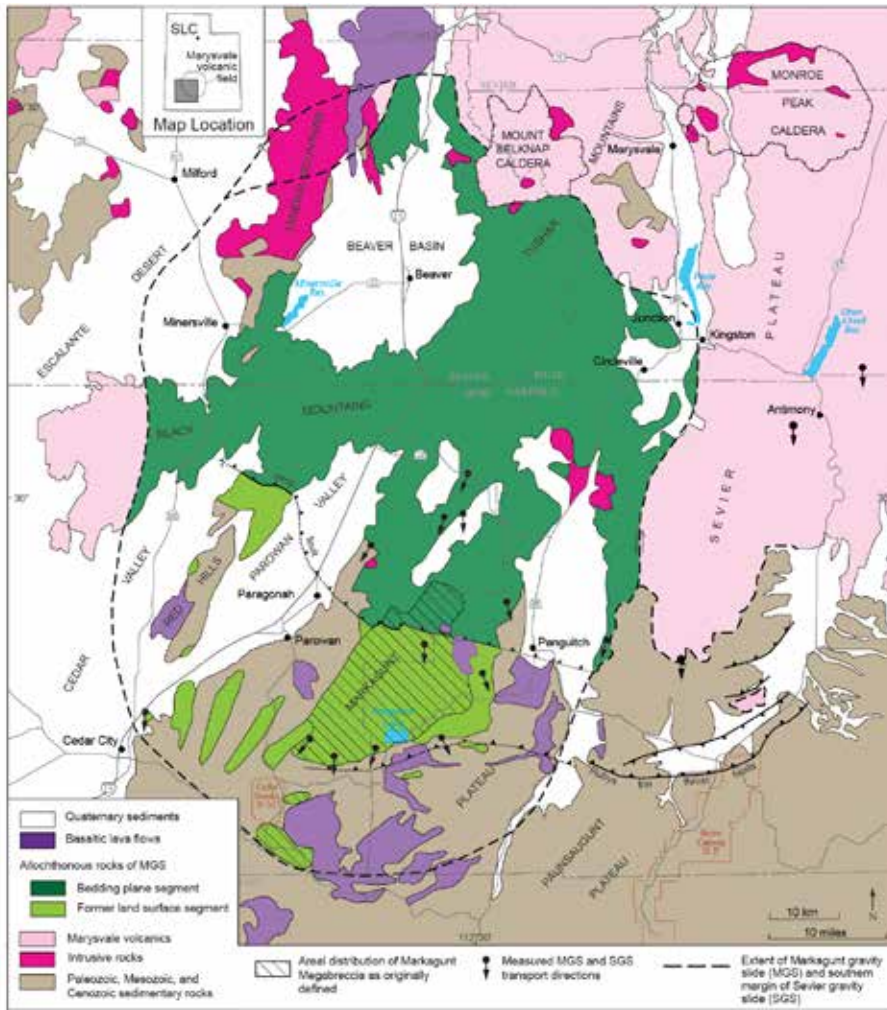 SLC
Marysvale
volcanic
field
Map Location
MONROE
PEAK
CALDERA
MOUNT
BELKNAP
CALDERA
MOUNTAINS
Marysvale
Milford
MINERAL MOUNTAINS
DESERT
BEAVER BASIN
Beaver
TUSHAR
PLATEAU
Minersville
Junction
Kingston
Circleville
ESCALANTE
BLACK
MOUNTAINS
Antimony
30'
VALLEY
SEVIER
VALLEY
HILLS
PAROWAN
RED
Paragonah
Parowan
Panguitch
MARKAGUNT
CEDAR
Cedar City
PLATEAU
PAUNSAUGUNT
PLATEAU
N
10 km
10 miles
112°30'
Quaternary sediments
Basaltic lava flows
Allochthonous rocks of MGS
Bedding plane segment
Former land surface segment
Marysvale volcanics
Intrusive rocks
Paleozoic, Mesozoic, and
Cenozoic sedimentary rocks
Areal distribution of Markagunt
Megabreccia as originally
defined
Measured MGS and SGS
transport directions
Extent of Markagunt gravity
slide (MGS) and southern
margin of Sevier gravity
slide (SGS)